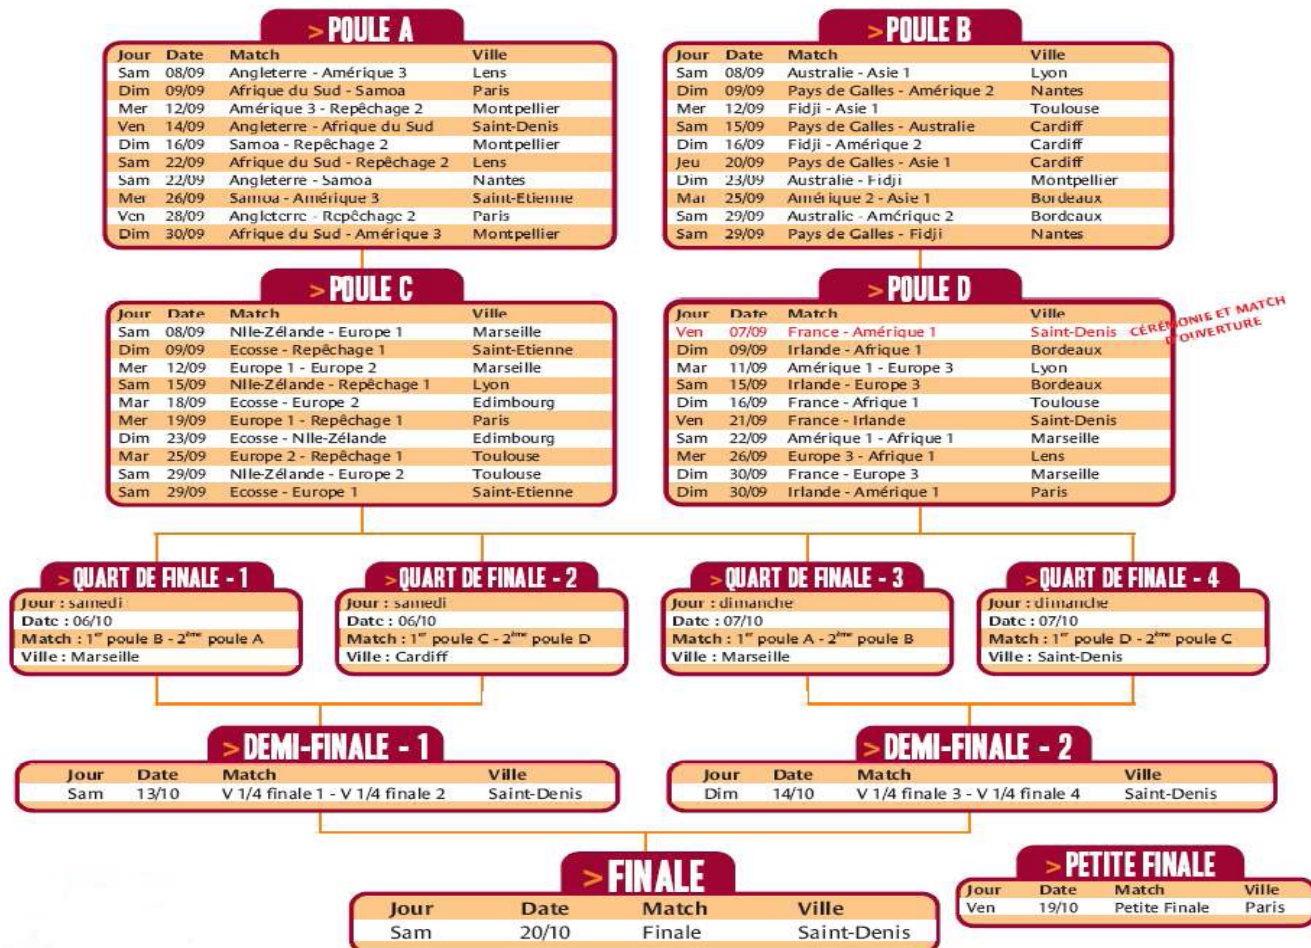 > POULE A
Jour Date Match Ville
Sam 08/09 Angleterre - Amérique 3 Lens
Dim 09/09 Afrique du Sud - Samoa Paris
Mer 12/09 Amérique 3 - Repêchage 2 Montpellier
Ven 14/09 Angleterre - Afrique du Sud Saint-Denis
Dim 16/09 Samoa - Repêchage 2 Montpellier
Sam 22/09 Afrique du Sud - Repêchage 2 Lens
Sam 22/09 Angleterre - Samoa Nantes
Mer 26/09 Samoa - Amérique 3 Saint-Etienne
Ven 28/09 Angleterre - Repêchage 2 Paris
Dim 30/09 Afrique du Sud - Amérique 3 Montpellier
> POULE B
Jour Date Match Ville
Sam 08/09 Australie - Asie 1 Lyon
Dim 09/09 Pays de Galles - Amérique 2 Nantes
Mer 12/09 Fidji - Asie 1 Toulouse
Sam 15/09 Pays de Galles - Australie Cardiff
Dim 16/09 Fidji - Amérique 2 Cardiff
Jeu 20/09 Pays de Galles - Asie 1 Cardiff
Dim 23/09 Australie - Fidji Montpellier
Mar 25/09 Amérique 2 - Asie 1 Bordeaux
Sam 29/09 Australie - Amérique 2 Bordeaux
Sam 29/09 Pays de Galles - Fidji Nantes
> POULE C
Jour Date Match Ville
Sam 08/09 Nlle-Zélande - Europe 1 Marseille
Dim 09/09 Ecosse - Repêchage 1 Saint-Etienne
Mer 12/09 Europe 1 - Europe 2 Marseille
Sam 15/09 Nlle-Zélande - Repêchage 1 Lyon
Mar 18/09 Ecosse - Europe 2 Edimbourg
Mer 19/09 Europe 1 - Repêchage 1 Paris
Dim 23/09 Ecosse - Nlle-Zélande Edimbourg
Mar 25/09 Europe 2 - Repêchage 1 Toulouse
Sam 29/09 Nlle-Zélande - Europe 2 Toulouse
Sam 29/09 Ecosse - Europe 1 Saint-Etienne
> POULE D
Jour Date Match Ville
Ven 07/09 France - Amérique 1 Saint-Denis
CÉRÉMONIE ET MATCH
D'OUVERTURE
Dim 09/09 Irlande - Afrique 1 Bordeaux
Mar 11/09 Amérique 1 - Europe 3 Lyon
Sam 15/09 Irlande - Europe 3 Bordeaux
Dim 16/09 France - Afrique 1 Toulouse
Ven 21/09 France - Irlande Saint-Denis
Sam 22/09 Amérique 1 - Afrique 1 Marseille
Mer 26/09 Europe 3 - Afrique 1 Lens
Dim 30/09 France - Europe 3 Marseille
Dim 30/09 Irlande - Amérique 1 Paris
> QUART DE FINALE - 1
Jour : samedi
Date : 06/10
Match : 1er poule B - 2ème poule A
Ville : Marseille
> QUART DE FINALE - 2
Jour : samedi
Date : 06/10
Match : 1er poule C - 2ème poule D
Ville : Cardiff
> QUART DE FINALE - 3
Jour : dimanche
Date : 07/10
Match : 1er poule A - 2ème poule B
Ville : Marseille
> QUART DE FINALE - 4
Jour : dimanche
Date : 07/10
Match : 1er poule D - 2ème poule C
Ville : Saint-Denis
> DEMI-FINALE - 1
Jour Date Match Ville
Sam 13/10 V 1/4 finale 1 - V 1/4 finale 2 Saint-Denis
> DEMI-FINALE - 2
Jour Date Match Ville
Dim 14/10 V 1/4 finale 3 - V 1/4 finale 4 Saint-Denis
> FINALE
Jour Date Match Ville
Sam 20/10 Finale Saint-Denis
> PETITE FINALE
Jour Date Match Ville
Ven 19/10 Petite Finale Paris